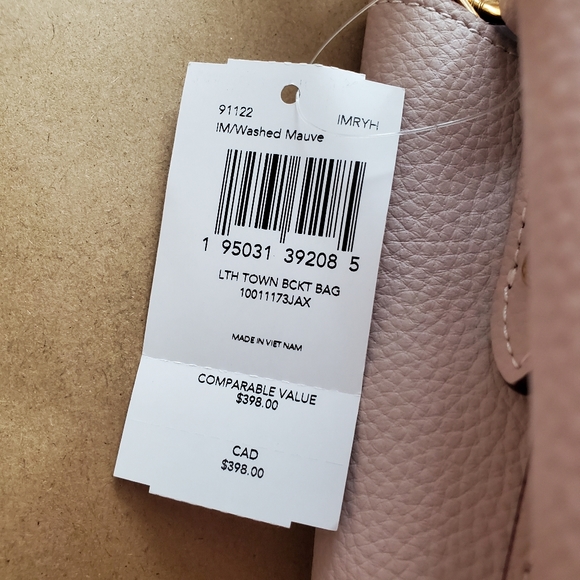 91122 IMRYH
IM/Washed Mauve
1 95031 39208 5
LTH TOWN BCKT BAG
10011173JAX
MADE IN VIET NAM
COMPARABLE VALUE
$398.00
CAD
$398.00